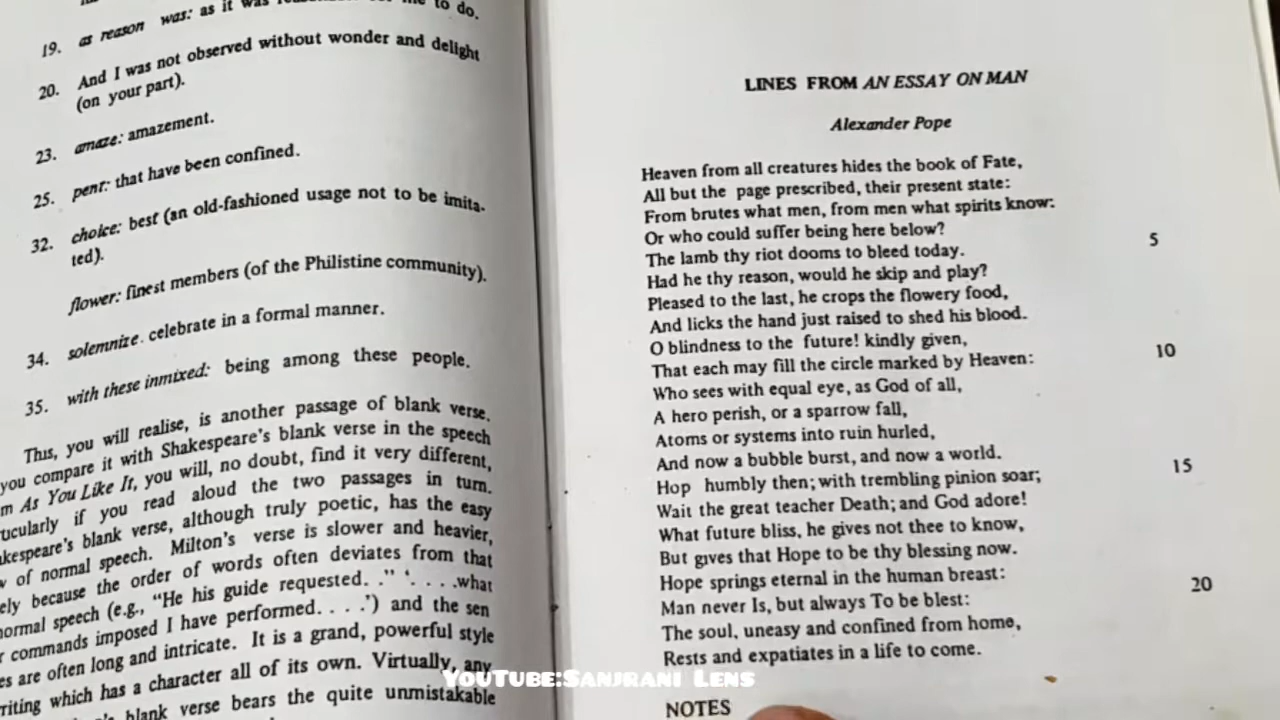 to do.
19. as reason was: as it was
20. And I was not observed without wonder and delight
(on your part).
23. amaze: amazement.
25. pent: that have been confined.
32. choice: best (an old-fashioned usage not to be imita-
ted).
flower: finest members (of the Philistine community).
34. solemnize. celebrate in a formal manner.
35. with these inmixed: being among these people.
This, you will realise, is another passage of blank verse.
you compare it with Shakespeare's blank verse in the speech
m As You Like It, you will, no doubt, find it very different,
ticularly if you read aloud the two passages in turn.
kespeare's blank verse, although truly poetic, has the easy
w of normal speech. Milton's verse is slower and heavier,
ely because the order of words often deviates from that
normal speech (e.g., "He his guide requested. ." '. . . .what
r commands imposed I have performed. . . .') and the sen
es are often long and intricate. It is a grand, powerful style
riting which has a character all of its own. Virtually, any
blank verse bears the quite unmistakable
LINES FROM AN ESSAY ON MAN
Alexander Pope
Heaven from all creatures hides the book of Fate,
All but the page prescribed, their present state:
From brutes what men, from men what spirits know:
Or who could suffer being here below?
The lamb thy riot dooms to bleed today. 5
Had he thy reason, would he skip and play?
Pleased to the last, he crops the flowery food,
And licks the hand just raised to shed his blood.
O blindness to the future! kindly given,
That each may fill the circle marked by Heaven: 10
Who sees with equal eye, as God of all,
A hero perish, or a sparrow fall,
Atoms or systems into ruin hurled,
And now a bubble burst, and now a world.
Hop humbly then; with trembling pinion soar; 15
Wait the great teacher Death; and God adore!
What future bliss, he gives not thee to know,
But gives that Hope to be thy blessing now.
Hope springs eternal in the human breast:
Man never Is, but always To be blest: 20
The soul, uneasy and confined from home,
Rests and expatiates in a life to come.
NOTES
YouTube:Sanjrani Lens